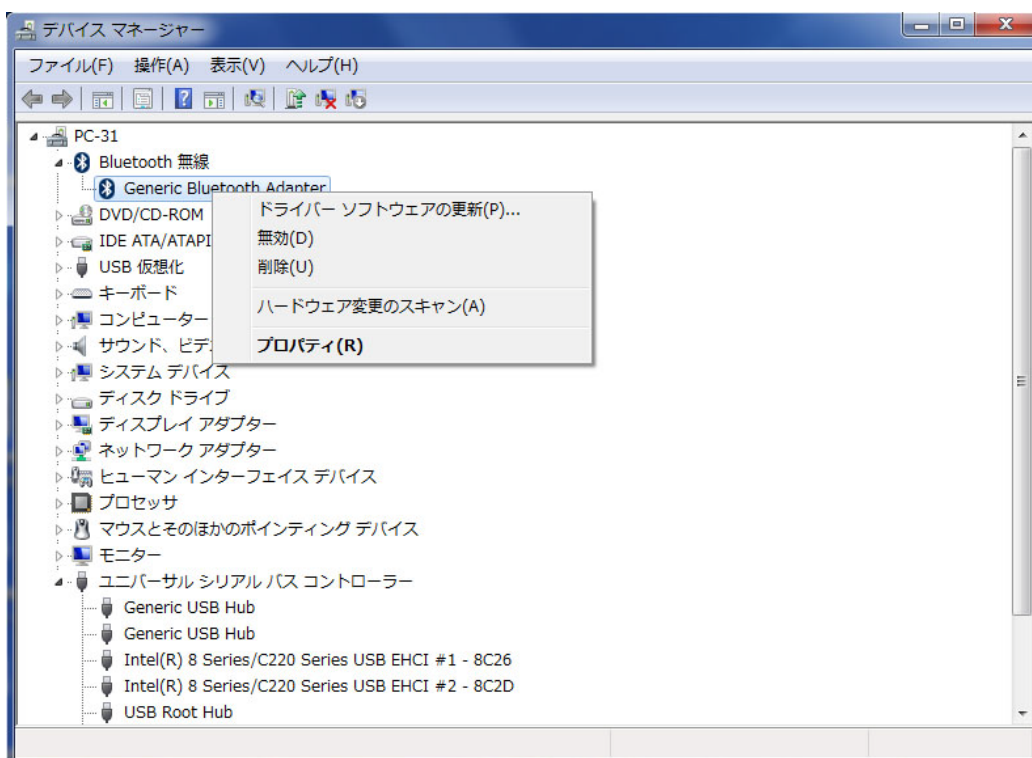 デバイス マネージャー
ファイル(F) 操作(A) 表示(V) ヘルプ(H)
PC-31
Bluetooth 無線
Generic Bluetooth Adapter
ドライバー ソフトウェアの更新(P)...
無効(D)
削除(U)
ハードウェア変更のスキャン(A)
プロパティ(R)
DVD/CD-ROM
IDE ATA/ATAPI
USB 仮想化
キーボード
コンピューター
サウンド、ビデ
システム デバイス
ディスク ドライブ
ディスプレイ アダプター
ネットワーク アダプター
ヒューマン インターフェイス デバイス
プロセッサ
マウスとそのほかのポインティング デバイス
モニター
ユニバーサル シリアル バス コントローラー
Generic USB Hub
Generic USB Hub
Intel(R) 8 Series/C220 Series USB EHCI #1 - 8C26
Intel(R) 8 Series/C220 Series USB EHCI #2 - 8C2D
USB Root Hub